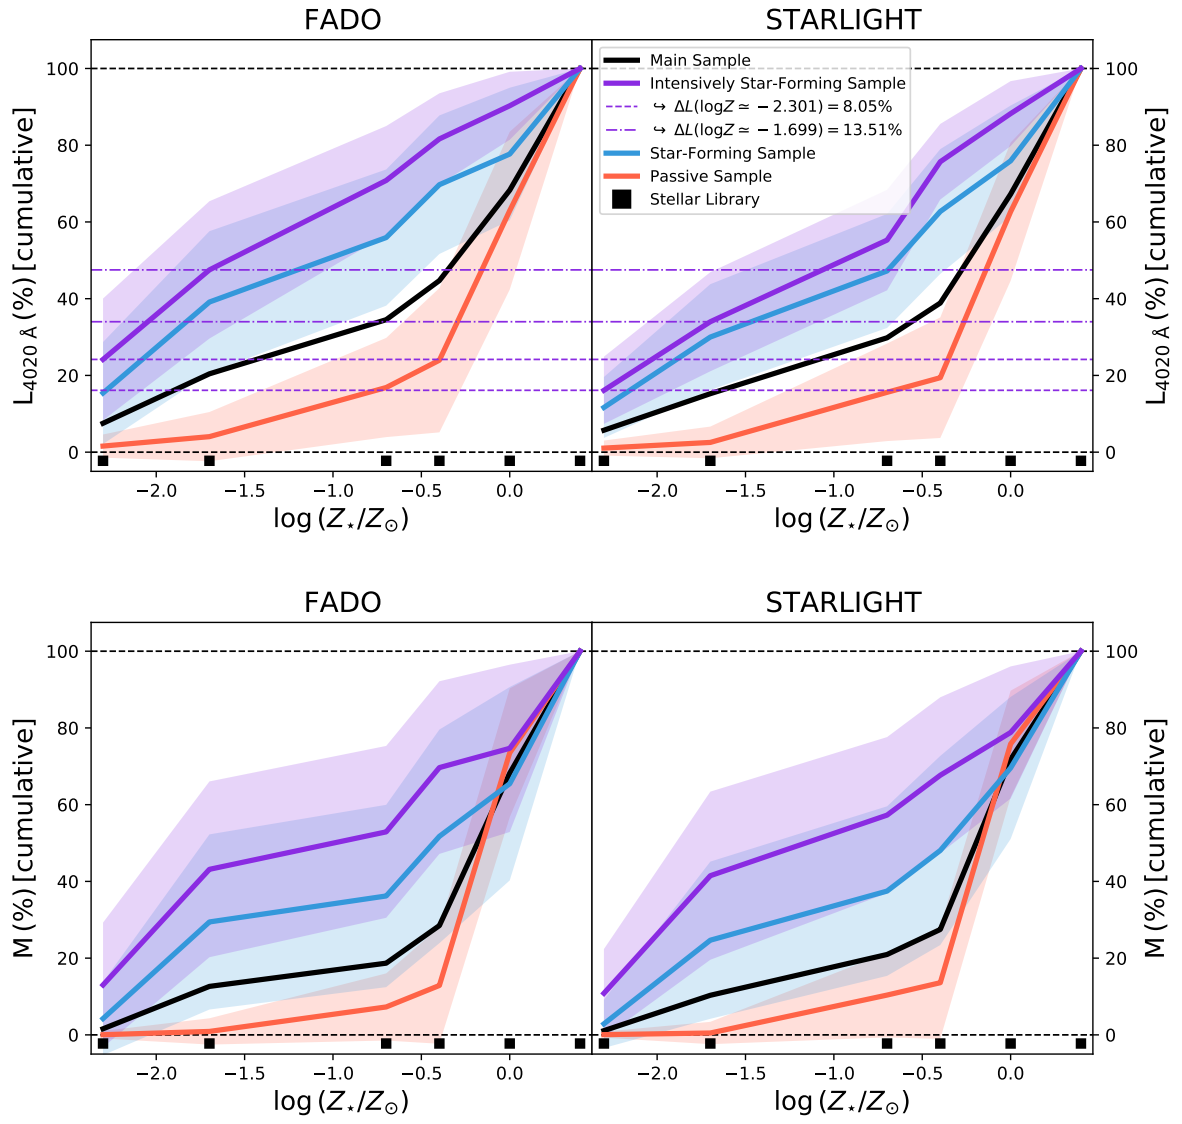 FADO
STARLIGHT
100
80
60
40
20
0
L4020 Å (%) [cumulative]
−2.0 −1.5 −1.0 −0.5 0.0
log (Z⋆/Z⊙)
Main Sample
Intensively Star-Forming Sample
↪ ΔL(logZ ≃ −2.301) = 8.05%
↪ ΔL(logZ ≃ −1.699) = 13.51%
Star-Forming Sample
Passive Sample
Stellar Library
−2.0 −1.5 −1.0 −0.5 0.0
log (Z⋆/Z⊙)
100
80
60
40
20
0
L4020 Å (%) [cumulative]
FADO
STARLIGHT
100
80
60
40
20
0
M (%) [cumulative]
−2.0 −1.5 −1.0 −0.5 0.0
log (Z⋆/Z⊙)
−2.0 −1.5 −1.0 −0.5 0.0
log (Z⋆/Z⊙)
100
80
60
40
20
0
M (%) [cumulative]